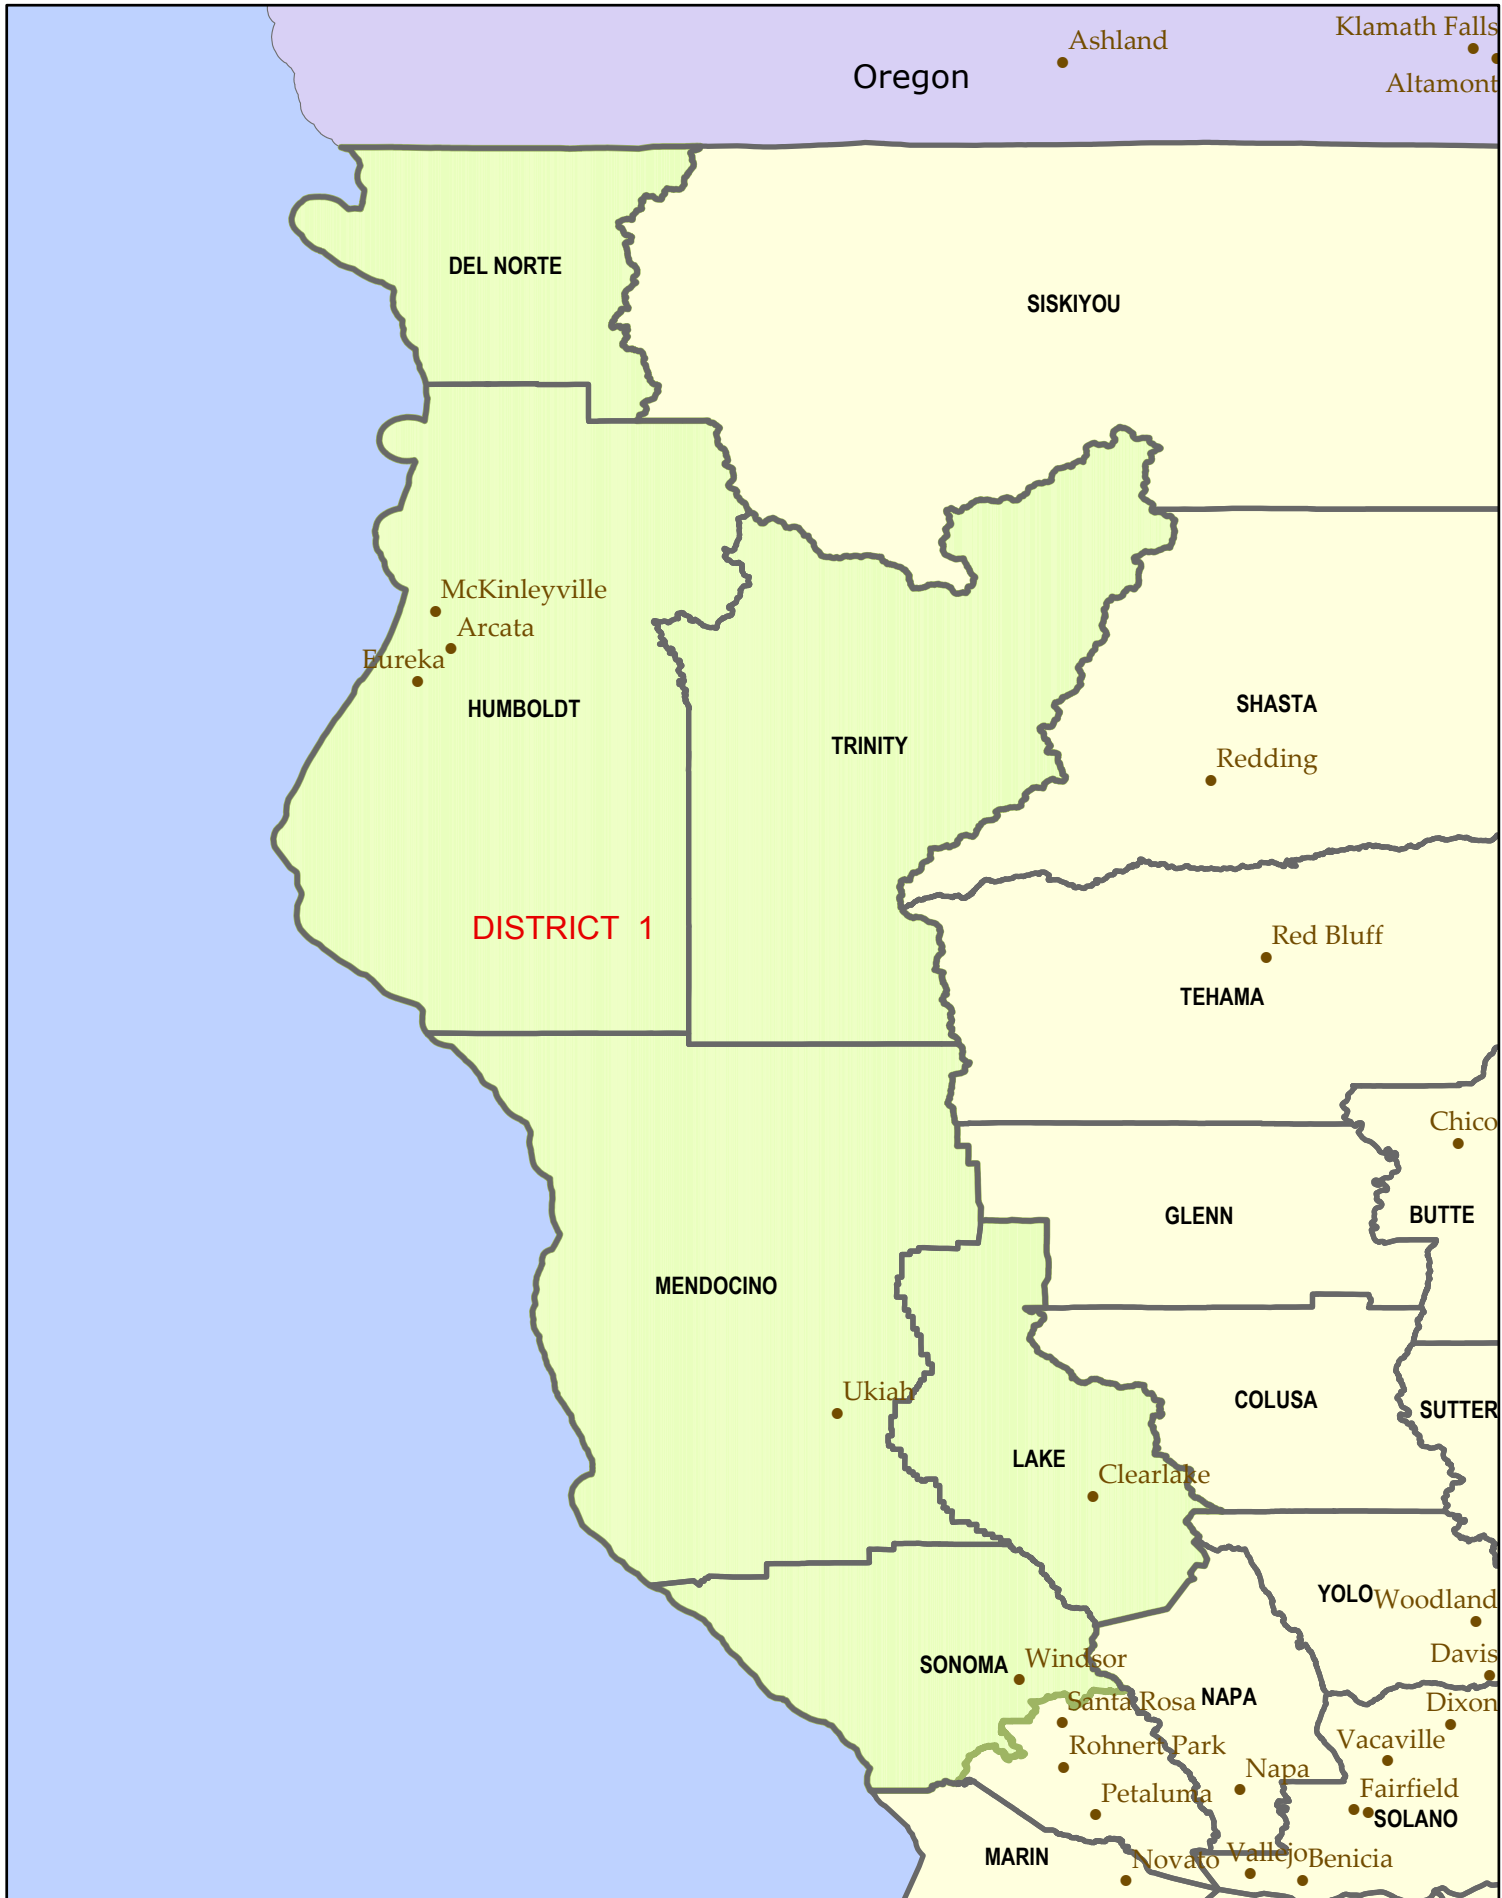 Klamath Falls
Ashland
Oregon
Altamont
DEL NORTE
SISKIYOU
McKinleyville
Arcata
Eureka
HUMBOLDT
SHASTA
TRINITY
Redding
DISTRICT 1
Red Bluff
TEHAMA
Chico
GLENN
BUTTE
MENDOCINO
Ukiah
COLUSA
SUTTER
LAKE
Clearlake
YOLO
Woodland
Davis
SONOMA
Windsor
NAPA
Santa Rosa
Dixon
Rohnert Park
Vacaville
Napa
Petaluma
Fairfield
SOLANO
MARIN
Novato
Vallejo
Benicia